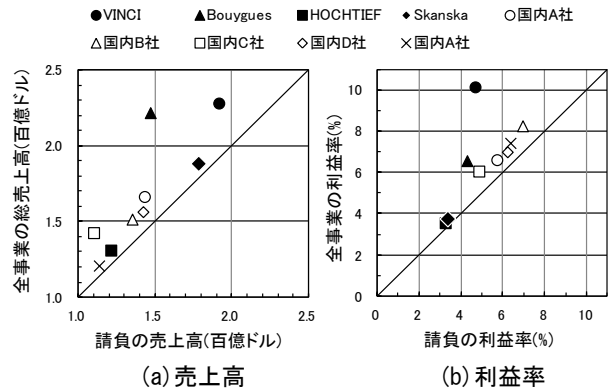 ●VINCI ▲Bouygues ■HOCHTIEF ◆Skanska ○国内A社
△国内B社 □国内C社 ◇国内D社 ×国内A社
全事業の総売上高(百億ドル)
2.5
2.0
1.5
1.0
1.0 1.5 2.0 2.5
請負の売上高(百億ドル)
(a)売上高
全事業の利益率(%)
10
8
6
4
2
0
0 2 4 6 8 10
請負の利益率(%)
(b)利益率